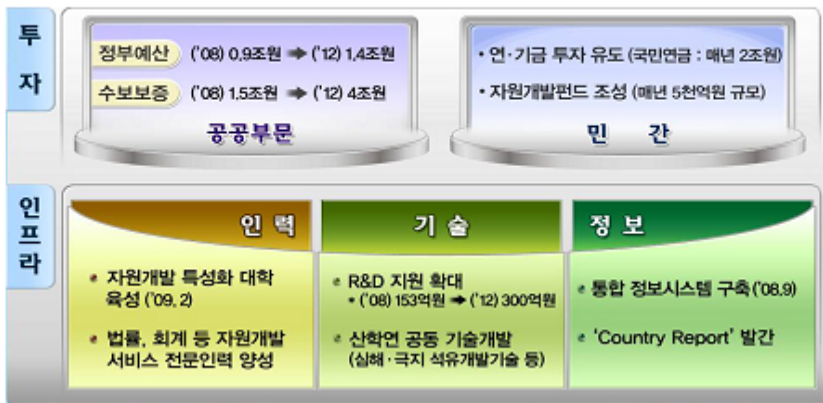 투자
정부예산 ('08) 0.9조원 ➡ ('12) 1.4조원
수보보증 ('08) 1.5조원 ➡ ('12) 4조원
공공부문
• 연·기금 투자 유도 (국민연금 : 매년 2조원)
• 자원개발펀드 조성 (매년 5천억원 규모)
민 간
인프라
인 력
• 자원개발 특성화 대학
육성 ('09. 2)
• 법률, 회계 등 자원개발
서비스 전문인력 양성
기 술
• R&D 지원 확대
• ('08) 153억원 ➡ ('12) 300억원
• 산학연 공동 기술개발
(심해·극지 석유개발기술 등)
정 보
• 통합 정보시스템 구축 ('08.9)
• 'Country Report' 발간